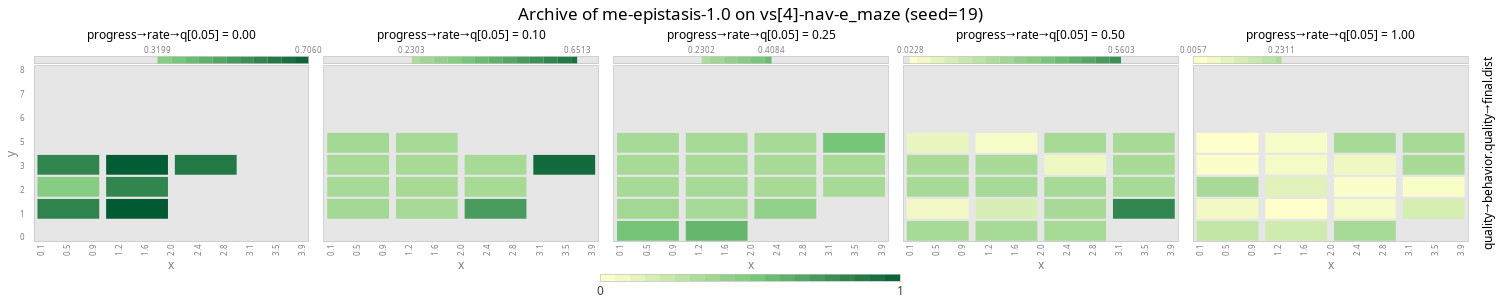 Archive of me-epistasis-1.0 on vs[4]-nav-e_maze (seed=19)
progress→rate→q[0.05] = 0.00
progress→rate→q[0.05] = 0.10
progress→rate→q[0.05] = 0.25
progress→rate→q[0.05] = 0.50
progress→rate→q[0.05] = 1.00
0.3199 0.7060
0.2303 0.6513
0.2302 0.4084
0.0228 0.5603
0.0057 0.2311
8
7
6
5
3
2
1
0
y
quality→behavior.quality→final.dist
0.1 0.5 0.9 1.2 1.6 2.0 2.4 2.8 3.1 3.5 3.9
0.1 0.5 0.9 1.2 1.6 2.0 2.4 2.8 3.1 3.5 3.9
0.1 0.5 0.9 1.2 1.6 2.0 2.4 2.8 3.1 3.5 3.9
0.1 0.5 0.9 1.2 1.6 2.0 2.4 2.8 3.1 3.5 3.9
0.1 0.5 0.9 1.2 1.6 2.0 2.4 2.8 3.1 3.5 3.9
x
x
x
x
x
0 1